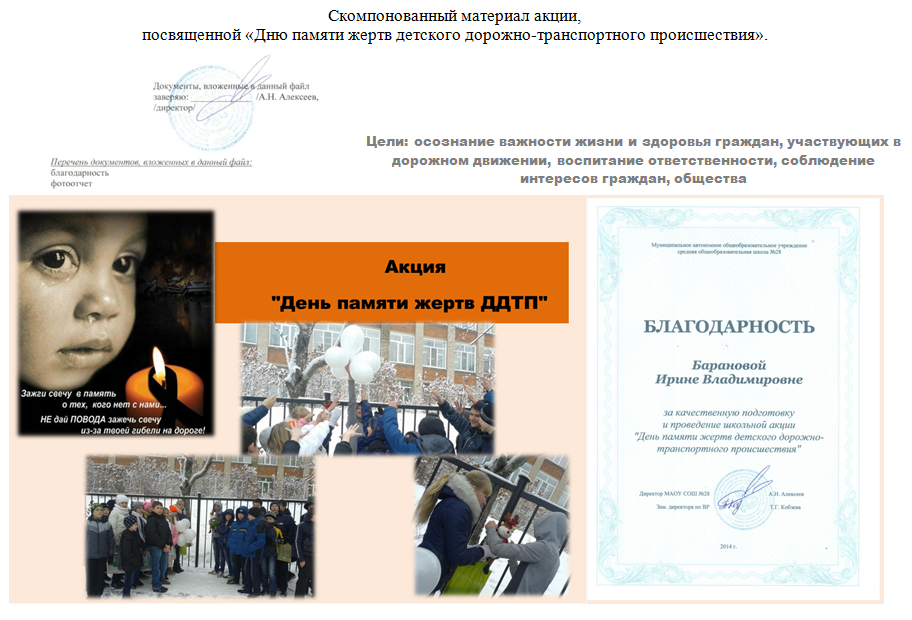 Скомпонованный материал акции,
посвященной «Дню памяти жертв детского дорожно-транспортного происшествия».
Документы, вложенные в данный файл
заверяю: ______________ /А.Н. Алексеев,
/директор/
Перечень документов, вложенных в данный файл:
благодарность
фотоотчет
Цели: осознание важности жизни и здоровья граждан, участвующих в
дорожном движении, воспитание ответственности, соблюдение
интересов граждан, общества
Зажги свечу в память
о тех, кого нет с нами...
НЕ дай ПОВОДА зажечь свечу
из-за твоей гибели на дороге!
Акция
"День памяти жертв ДДТП"
Муниципальное автономное общеобразовательное учреждение
средняя общеобразовательная школа №28
БЛАГОДАРНОСТЬ
Барановой
Ирине Владимировне
за качественную подготовку
и проведение школьной акции
"День памяти жертв детского дорожно-
транспортного происшествия"
Директор МАОУ СОШ №28 А.Н. Алексеев
Зам. директора по ВР Т.Г. Кобзева
2014 г.